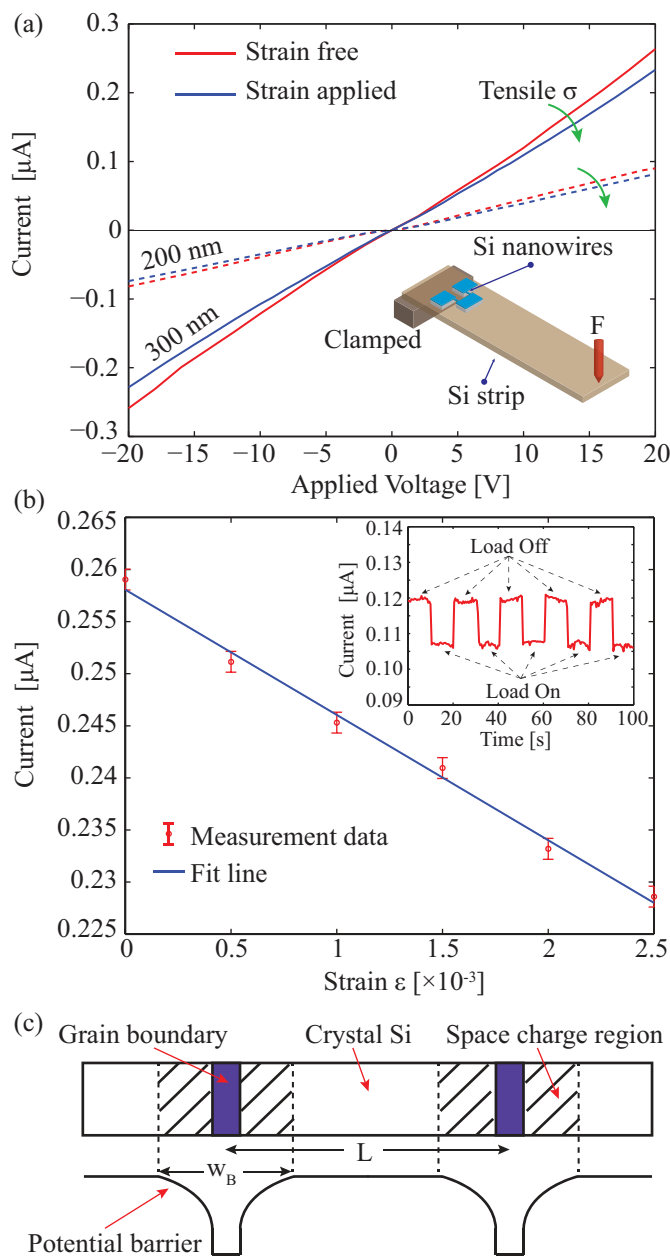 (a)
0.3
0.2
0.1
0
−0.1
−0.2
−0.3
Current [μA]
Strain free
Strain applied
Tensile σ
200 nm
300 nm
Si nanowires
Clamped
F
Si strip
−20 −15 −10 −5 0 5 10 15 20
Applied Voltage [V]
(b)
0.265
0.26
0.255
0.25
0.245
0.24
0.235
0.23
0.225
Current [μA]
Measurement data
Fit line
0 0.5 1 1.5 2 2.5
Strain ε [×10⁻³]
0.14
0.13
0.12
0.11
0.10
0.09
Current [μA]
Load Off
Load On
0 20 40 60 80 100
Time [s]
(c)
Grain boundary Crystal Si Space charge region
L
w_B
Potential barrier